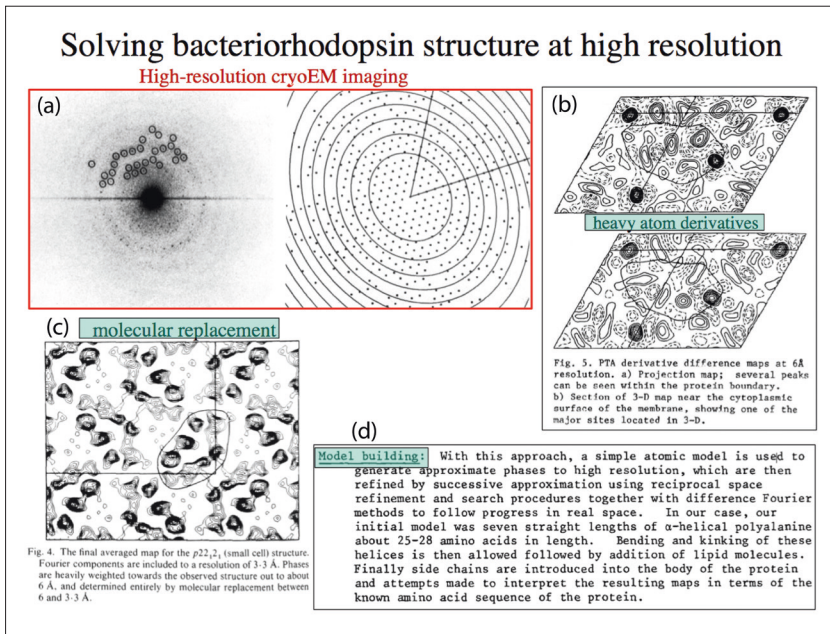 Solving bacteriorhodopsin structure at high resolution
High-resolution cryoEM imaging
(a)
(b)
heavy atom derivatives
Fig. 5. PTA derivative difference maps at 6Å
resolution. a) Projection map; several peaks
can be seen within the protein boundary.
b) Section of 3-D map near the cytoplasmic
surface of the membrane, showing one of the
major sites located in 3-D.
(c)
molecular replacement
Fig. 4. The final averaged map for the p22₁2₁ (small cell) structure.
Fourier components are included to a resolution of 3·3 Å. Phases
are heavily weighted towards the observed structure out to about
6 Å, and determined entirely by molecular replacement between
6 and 3·3 Å.
(d)
Model building: With this approach, a simple atomic model is used to
generate approximate phases to high resolution, which are then
refined by successive approximation using reciprocal space
refinement and search procedures together with difference Fourier
methods to follow progress in real space. In our case, our
initial model was seven straight lengths of α-helical polyalanine
about 25-28 amino acids in length. Bending and kinking of these
helices is then allowed followed by addition of lipid molecules.
Finally side chains are introduced into the body of the protein
and attempts made to interpret the resulting maps in terms of the
known amino acid sequence of the protein.